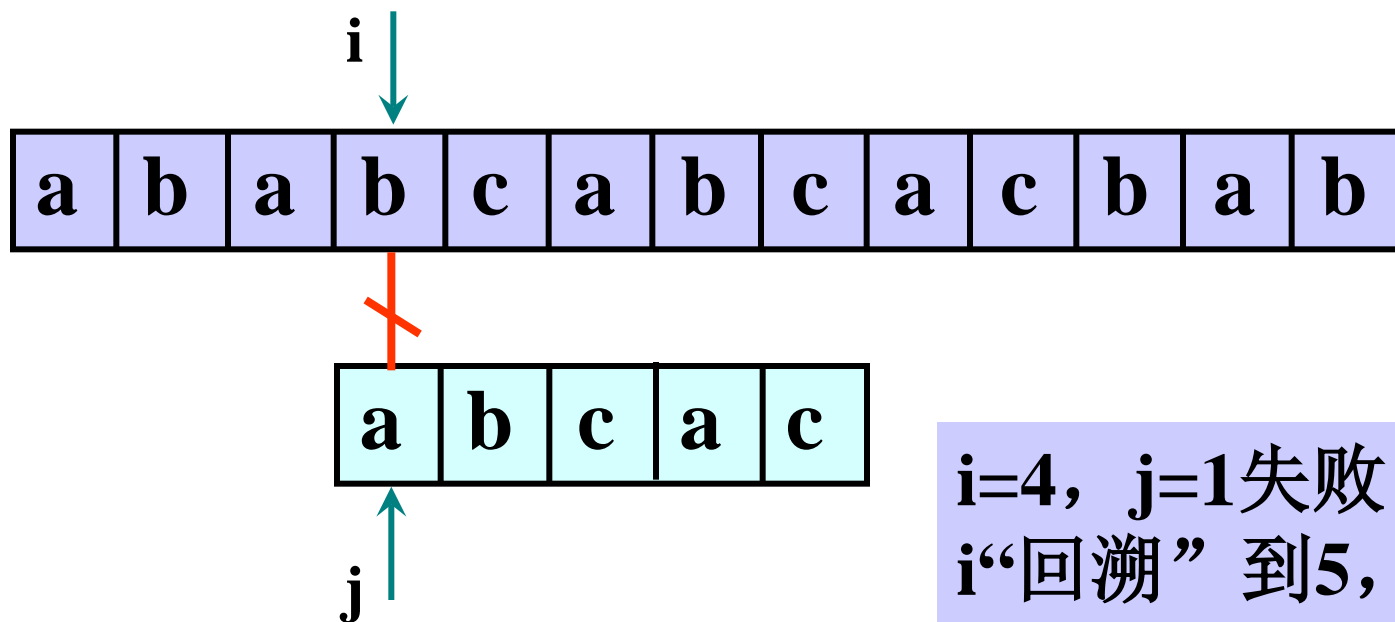 i
a b a b c a b c a c b a b
a b c a c
i=4，j=1失败
i“回溯”到5，
j